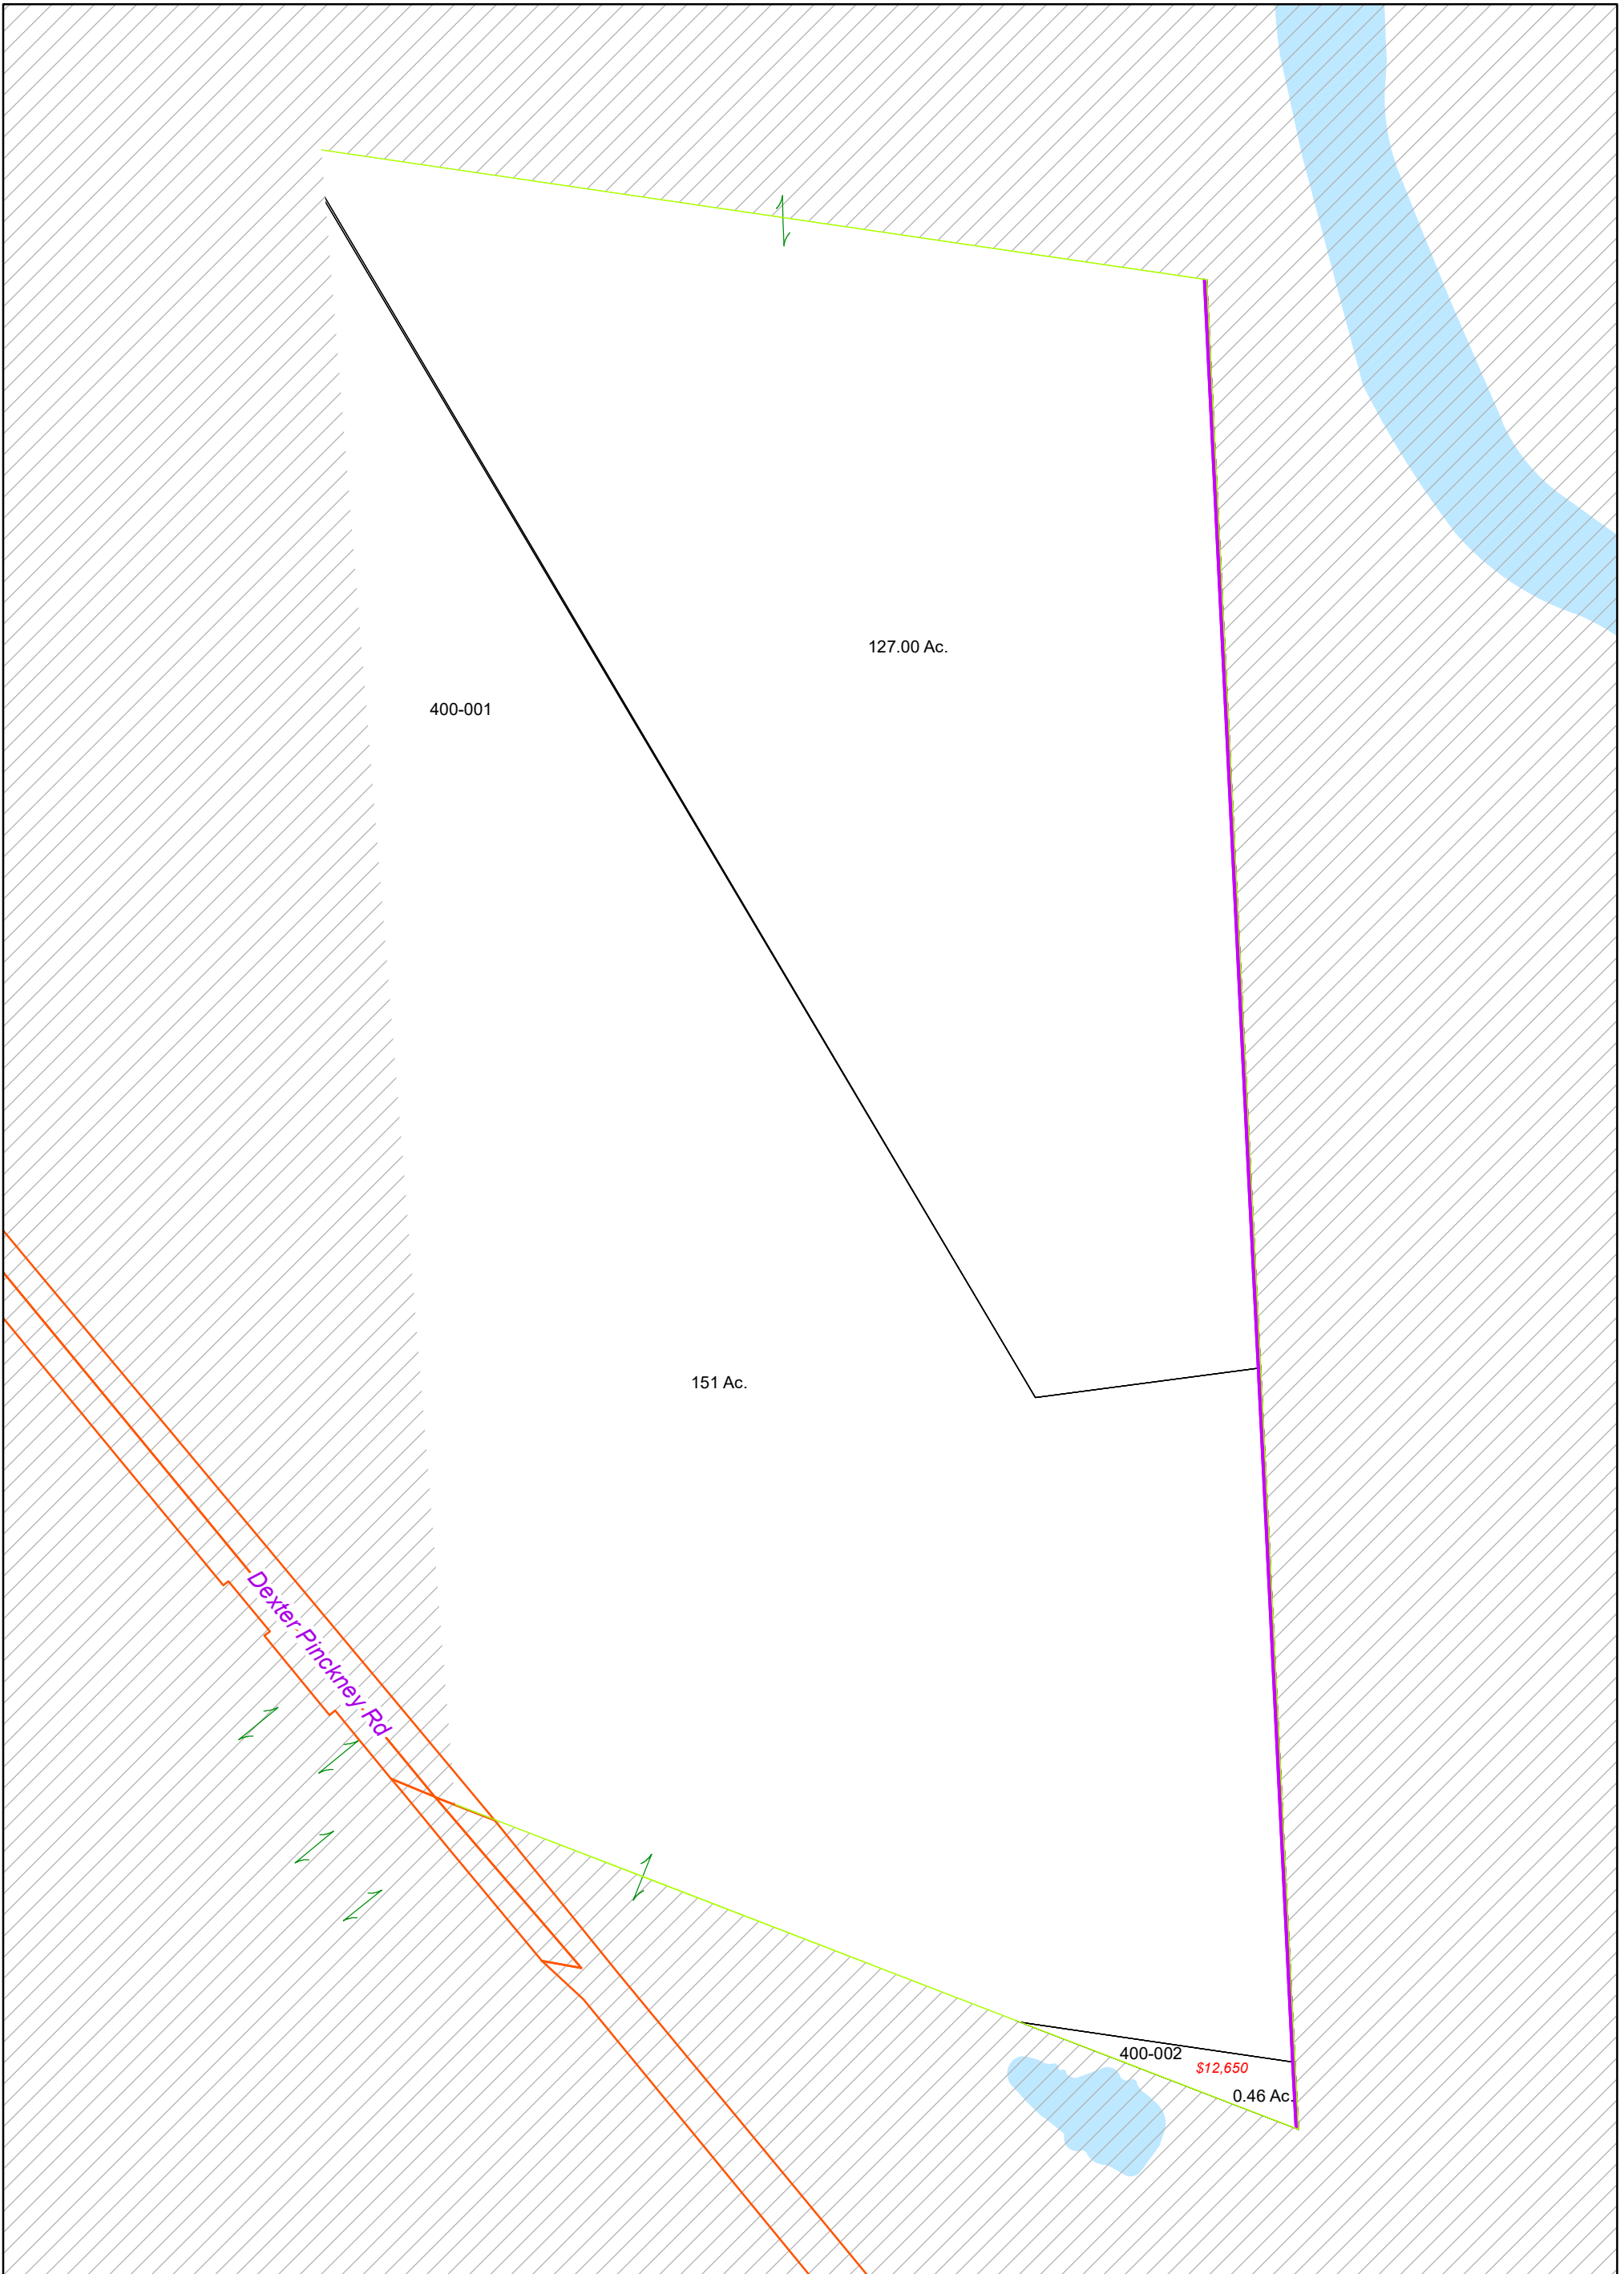 127.00 Ac.
400-001
151 Ac.
Dexter Pinckney Rd
400-002
$12,650
0.46 Ac.